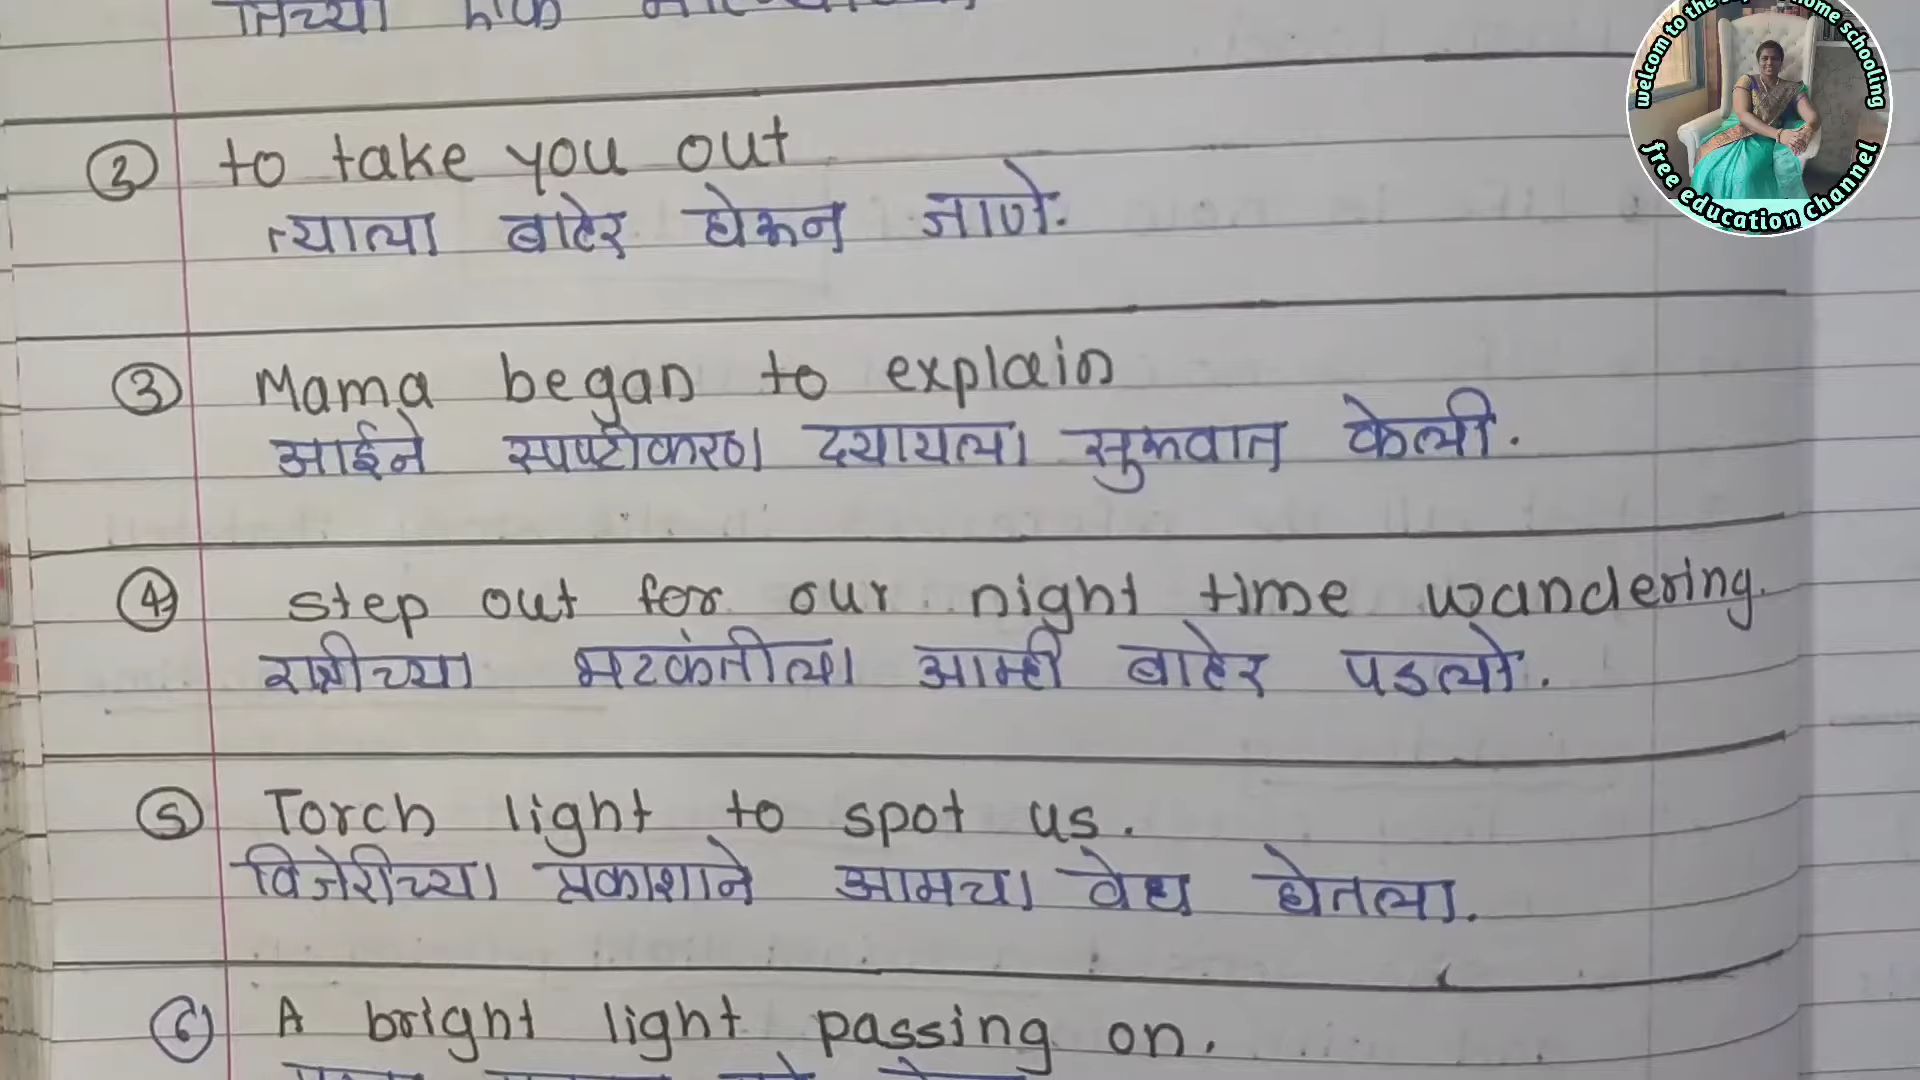 तिच्या
② to take you out
त्याला बाहेर घेऊन जाणे.
③ Mama began to explain
आईने स्पष्टीकरण दयायला सुरूवात केली.
④ step out for our night time wandering.
रात्रीच्या भटकंतीला आम्ही बाहेर पडलो.
⑤ Torch light to spot us.
विजेरीच्या प्रकाशाने आमचा वेध घेतला.
⑥ A bright light passing on.
welcom to the home schooling
free education channel